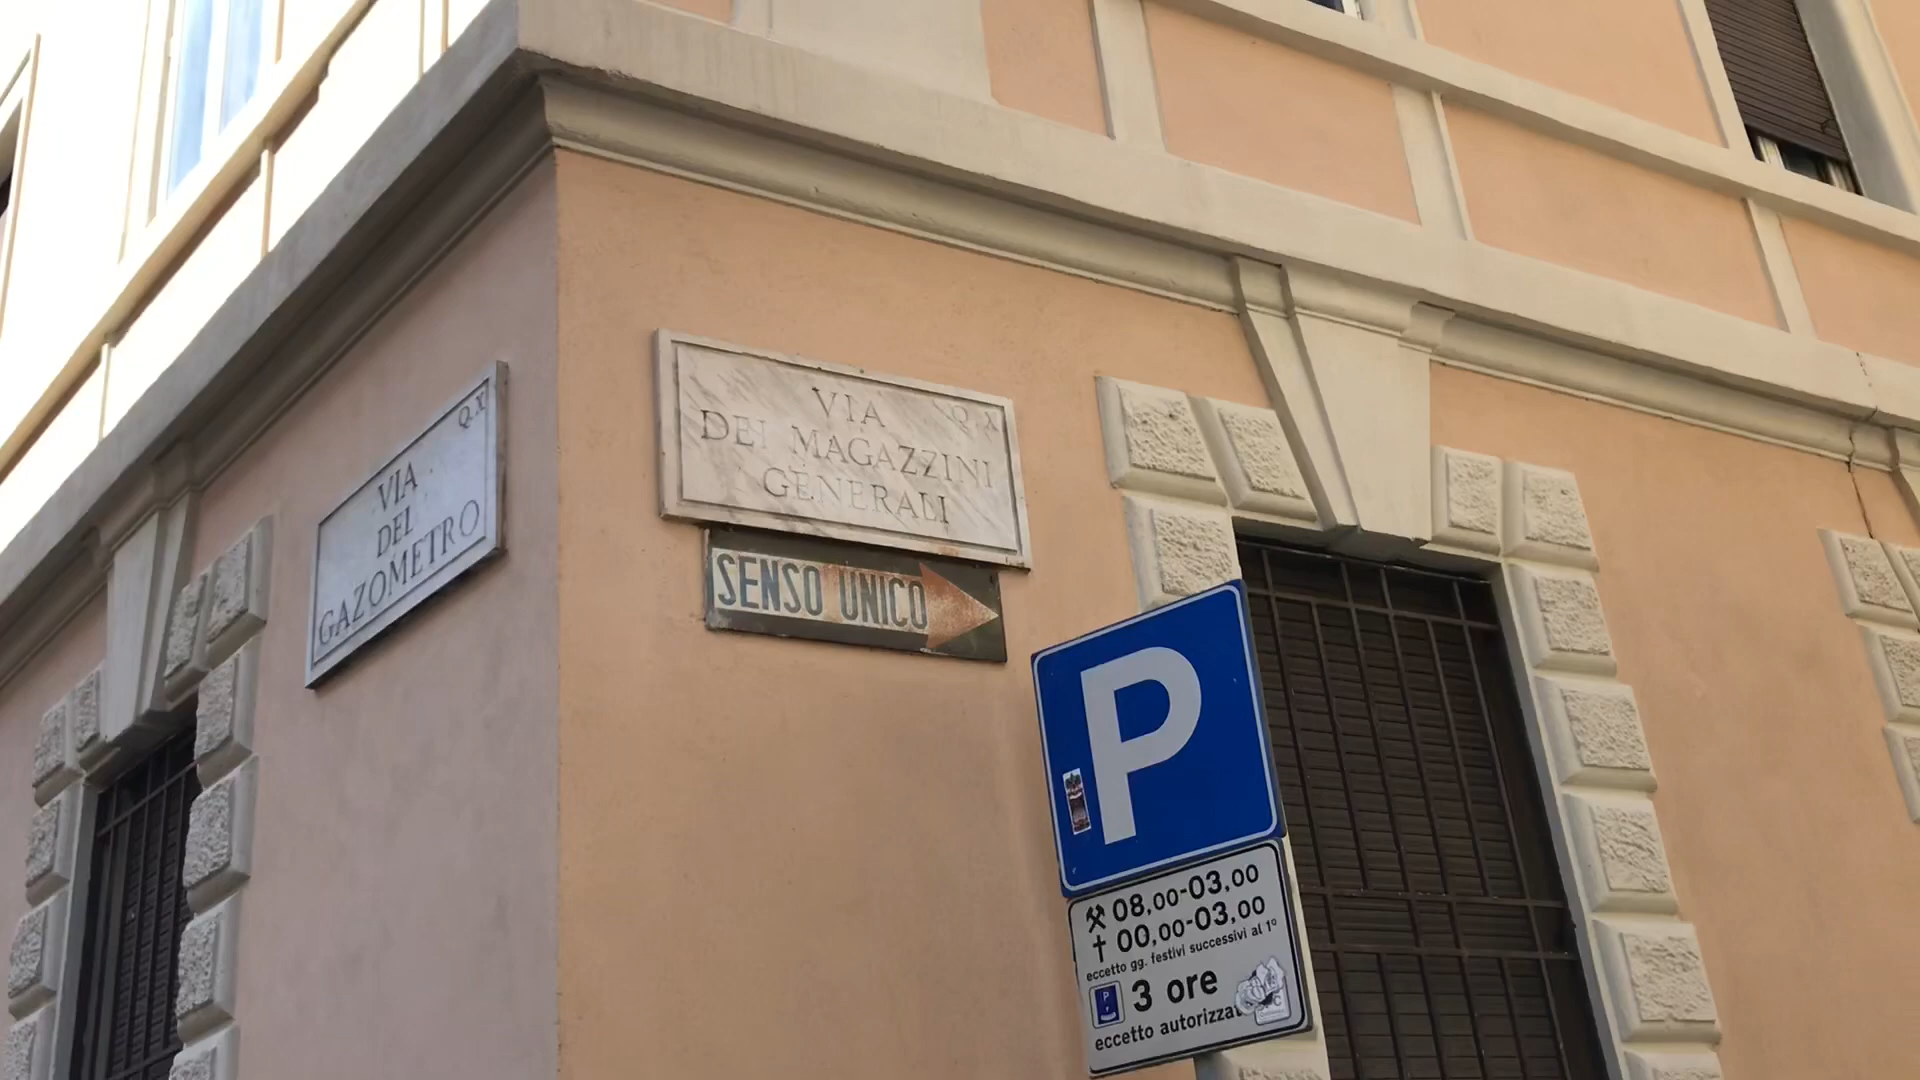 Q.X
VIA
DEL
GAZOMETRO
VIA Q.X
DEI MAGAZZINI
GENERALI
SENSO UNICO
P
08,00-03,00
00,00-03,00
eccetto gg. festivi successivi al 1°
P
3 ore
eccetto